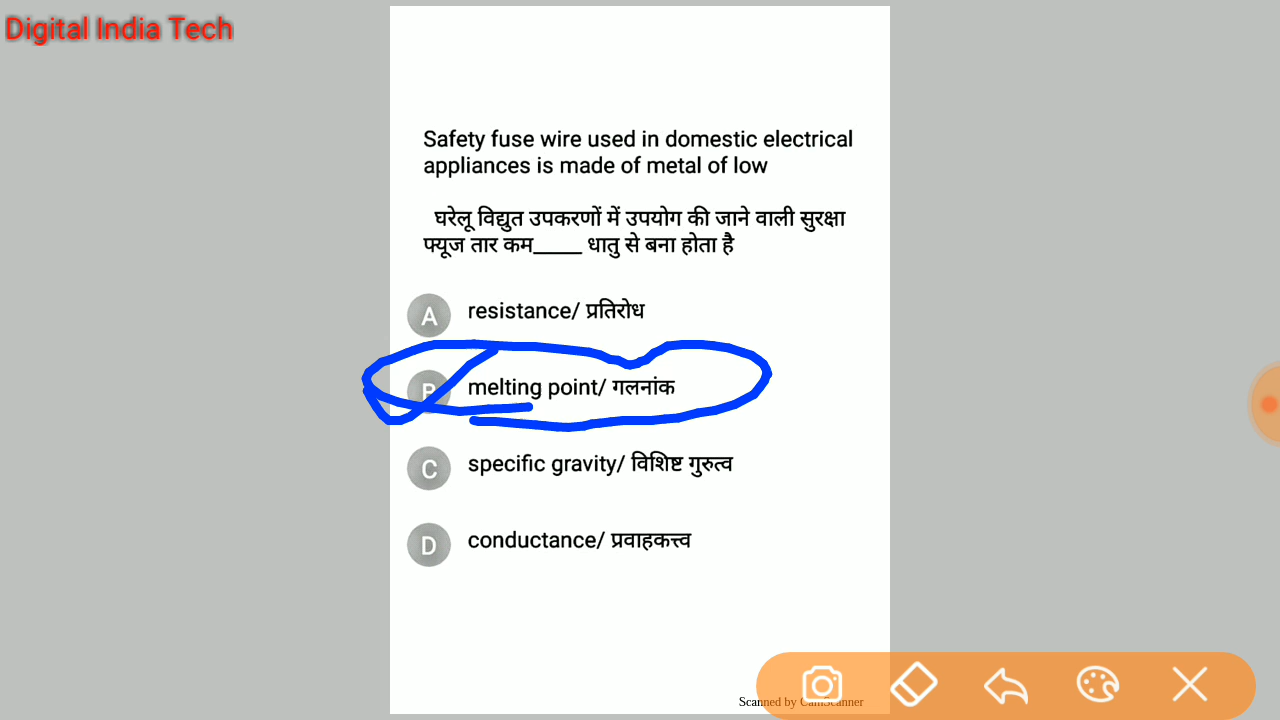 Digital India Tech
Safety fuse wire used in domestic electrical
appliances is made of metal of low
घरेलू विद्युत उपकरणों में उपयोग की जाने वाली सुरक्षा
फ्यूज तार कम_____ धातु से बना होता है
A resistance/ प्रतिरोध
B melting point/ गलनांक
C specific gravity/ विशिष्ट गुरुत्व
D conductance/ प्रवाहकत्त्व
Scanned by CamScanner